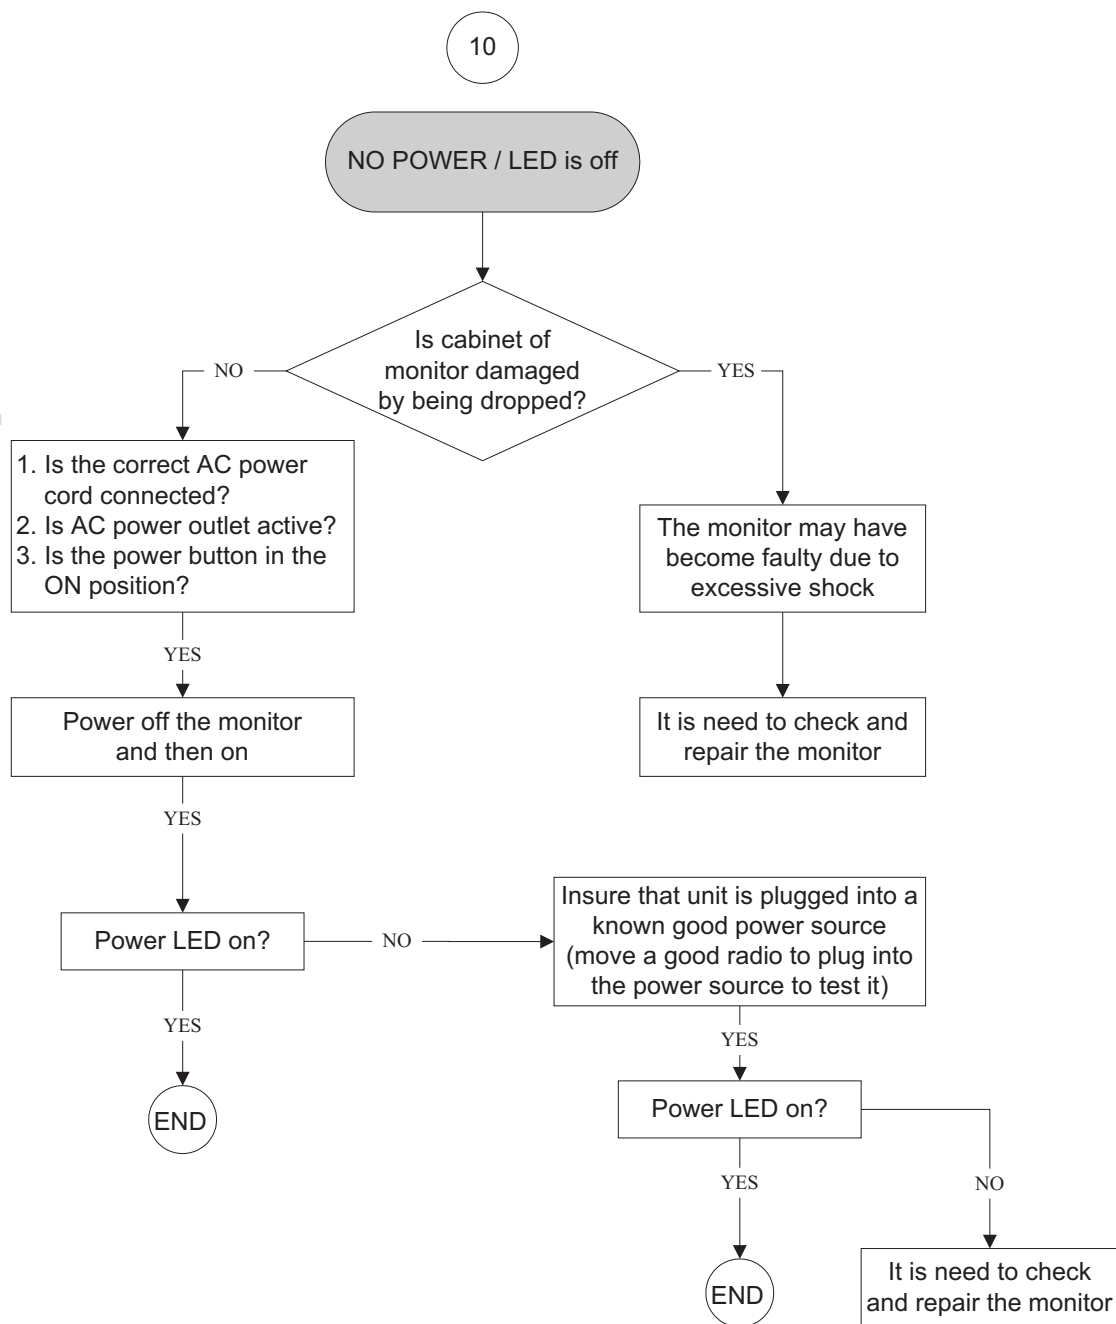 10
NO POWER / LED is off
Is cabinet of
monitor damaged
by being dropped?
NO
YES
1. Is the correct AC power
cord connected?
2. Is AC power outlet active?
3. Is the power button in the
ON position?
The monitor may have
become faulty due to
excessive shock
YES
Power off the monitor
and then on
It is need to check and
repair the monitor
YES
Power LED on?
NO
Insure that unit is plugged into a
known good power source
(move a good radio to plug into
the power source to test it)
YES
END
YES
Power LED on?
YES
NO
END
It is need to check
and repair the monitor